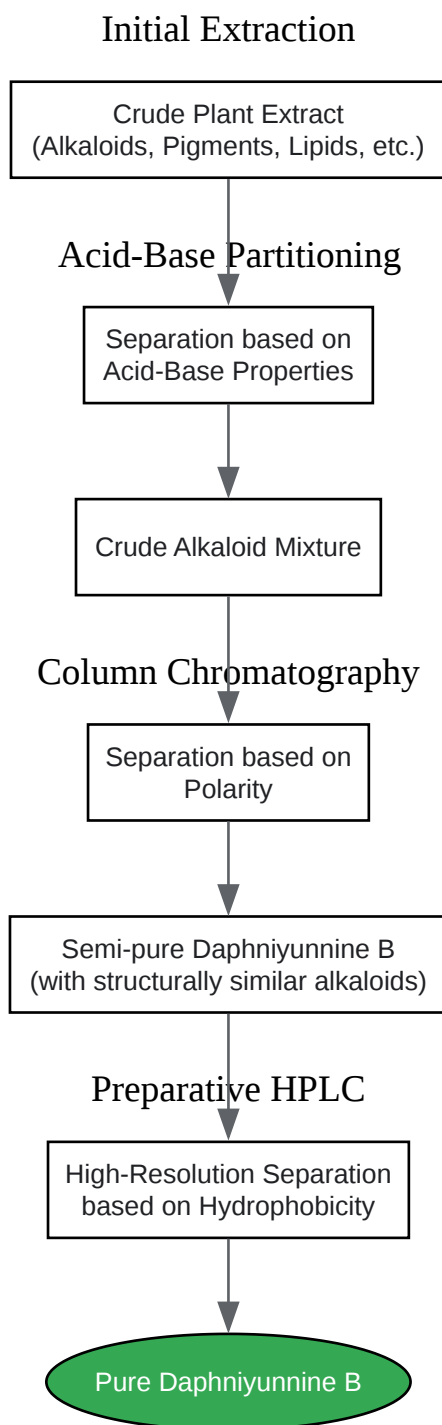 Initial Extraction
Crude Plant Extract
(Alkaloids, Pigments, Lipids, etc.)
Acid-Base Partitioning
Separation based on
Acid-Base Properties
Crude Alkaloid Mixture
Column Chromatography
Separation based on
Polarity
Semi-pure Daphniyunnine B
(with structurally similar alkaloids)
Preparative HPLC
High-Resolution Separation
based on Hydrophobicity
Pure Daphniyunnine B